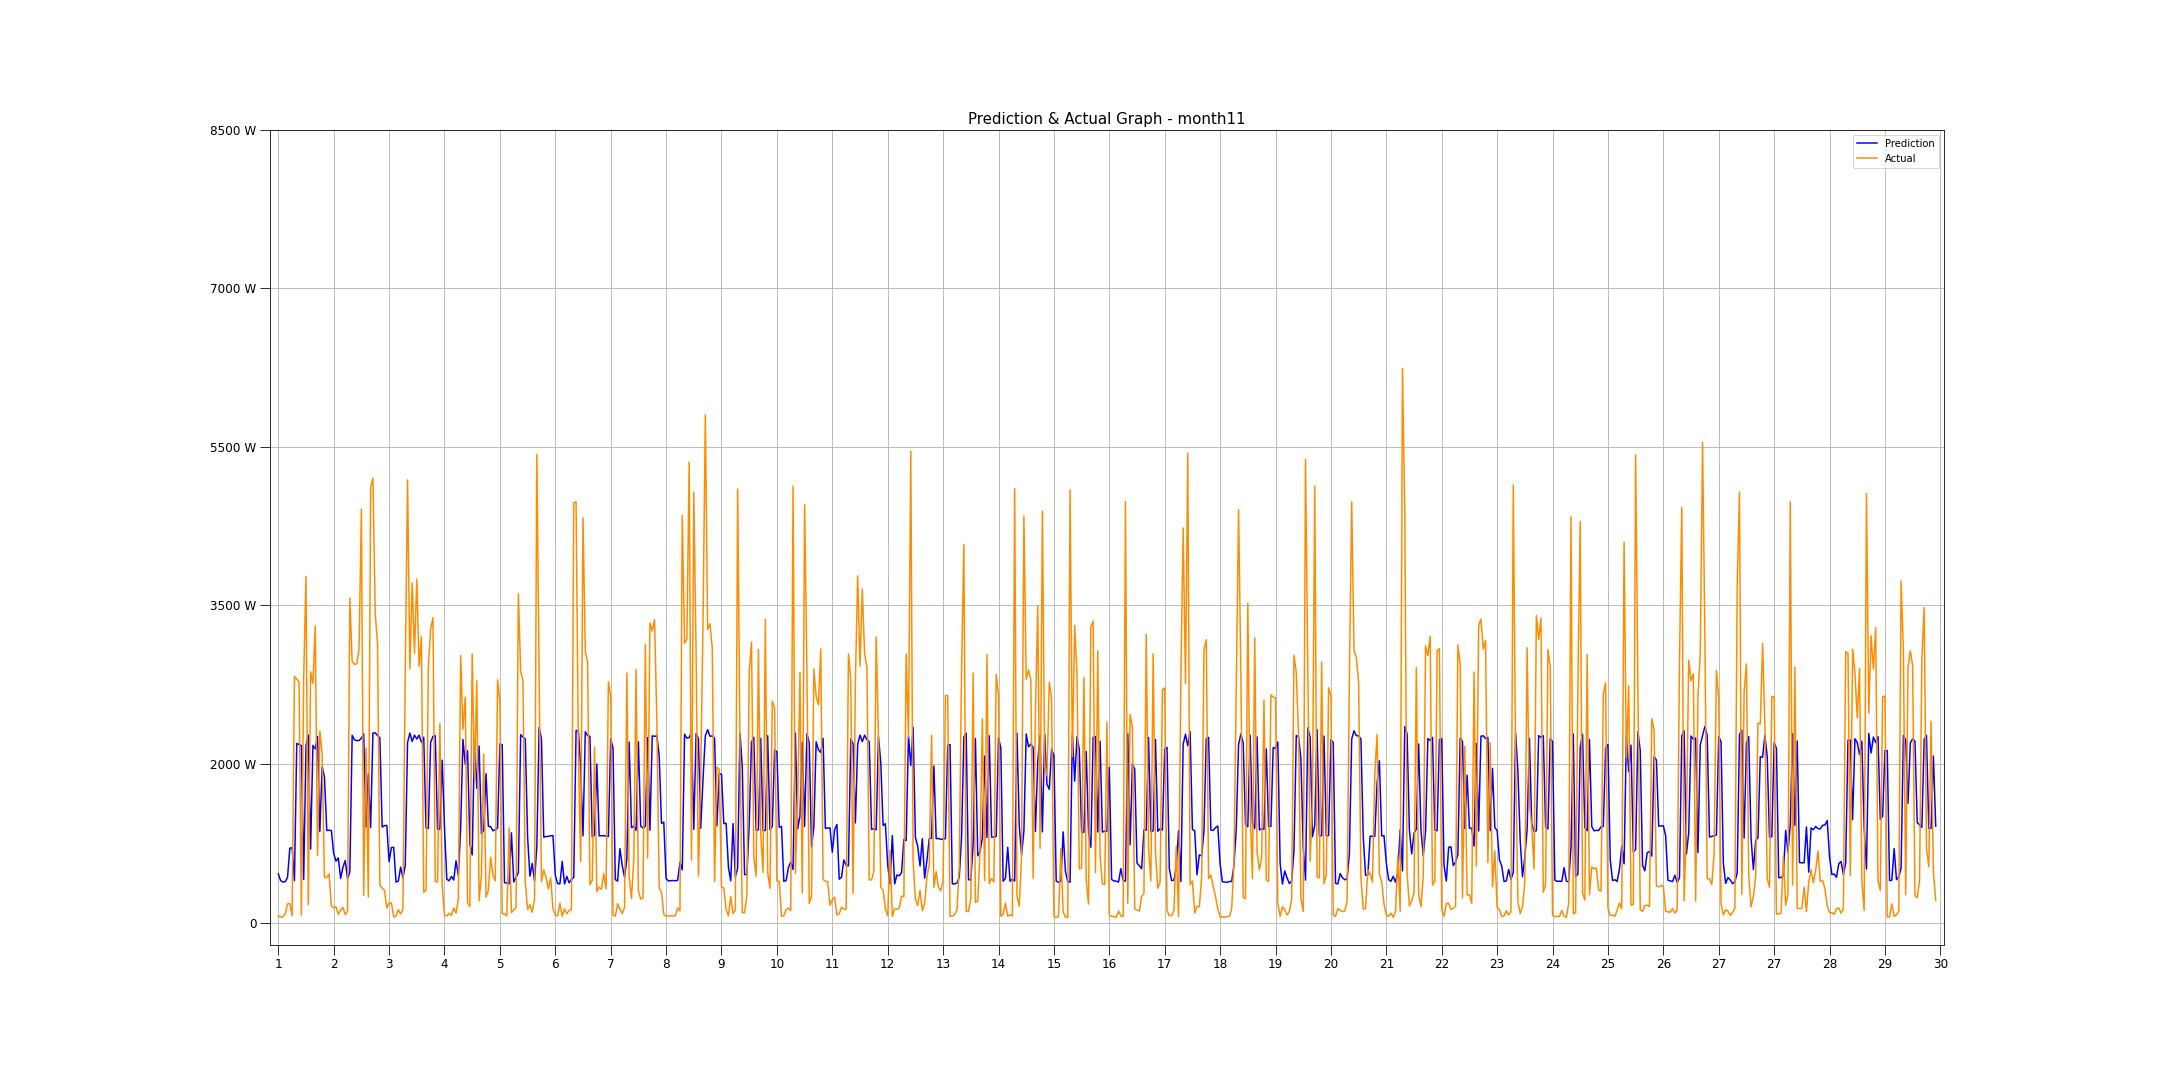 Prediction & Actual Graph - month11
8500 W
7000 W
5500 W
3500 W
2000 W
0
Prediction
Actual
1 2 3 4 5 6 7 8 9 10 11 12 13 14 15 16 17 18 19 20 21 22 23 24 25 26 27 27 28 29 30